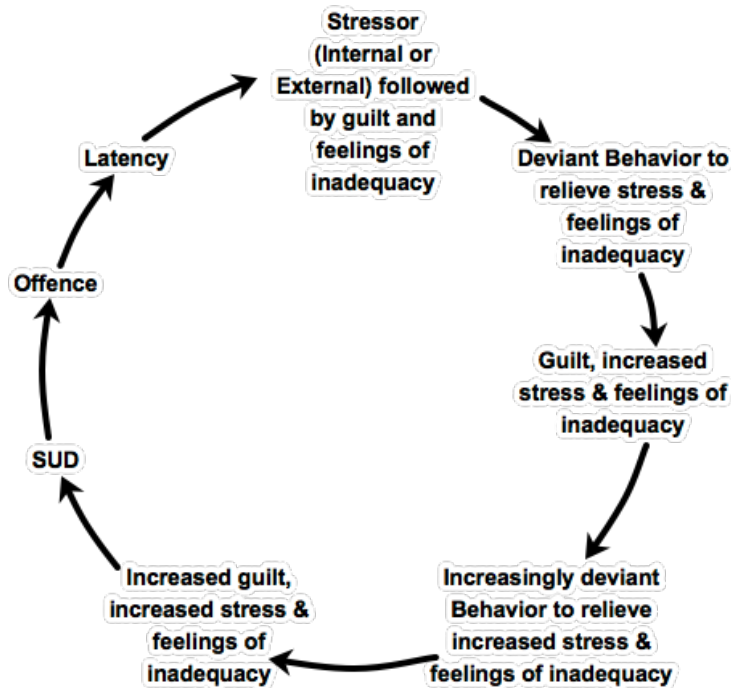 Stressor
(Internal or
External) followed
by guilt and
feelings of
inadequacy
Deviant Behavior to
relieve stress &
feelings of
inadequacy
Guilt, increased
stress & feelings of
inadequacy
Increasingly deviant
Behavior to relieve
increased stress &
feelings of inadequacy
Increased guilt,
increased stress &
feelings of
inadequacy
SUD
Offence
Latency